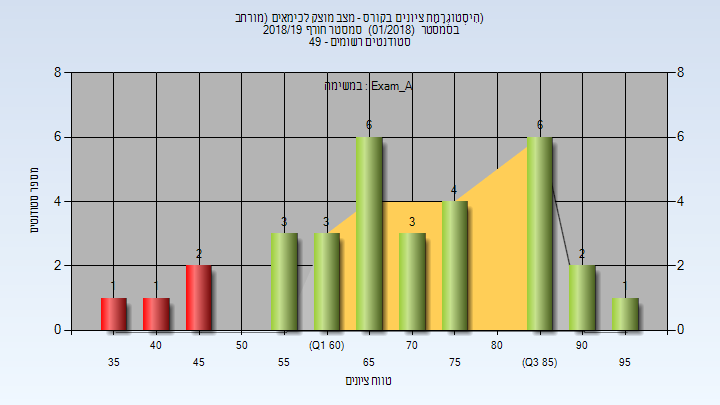 היסטוגרמת ציונים בקורס - מצב מוצק לכימאים (מורחב)
בסמסטר (01/2018) סמסטר חורף 2018/19
סטודנטים רשומים - 49
במשימה : Exam_A
8 8
6 6
4 4
2 2
0 0
1 1 2 3 3 6 3 4 6 2 1
מספר סטודנטים
40 50 (Q1 60) 70 80 90
35 45 55 65 75 (Q3 85) 95
טווח ציונים